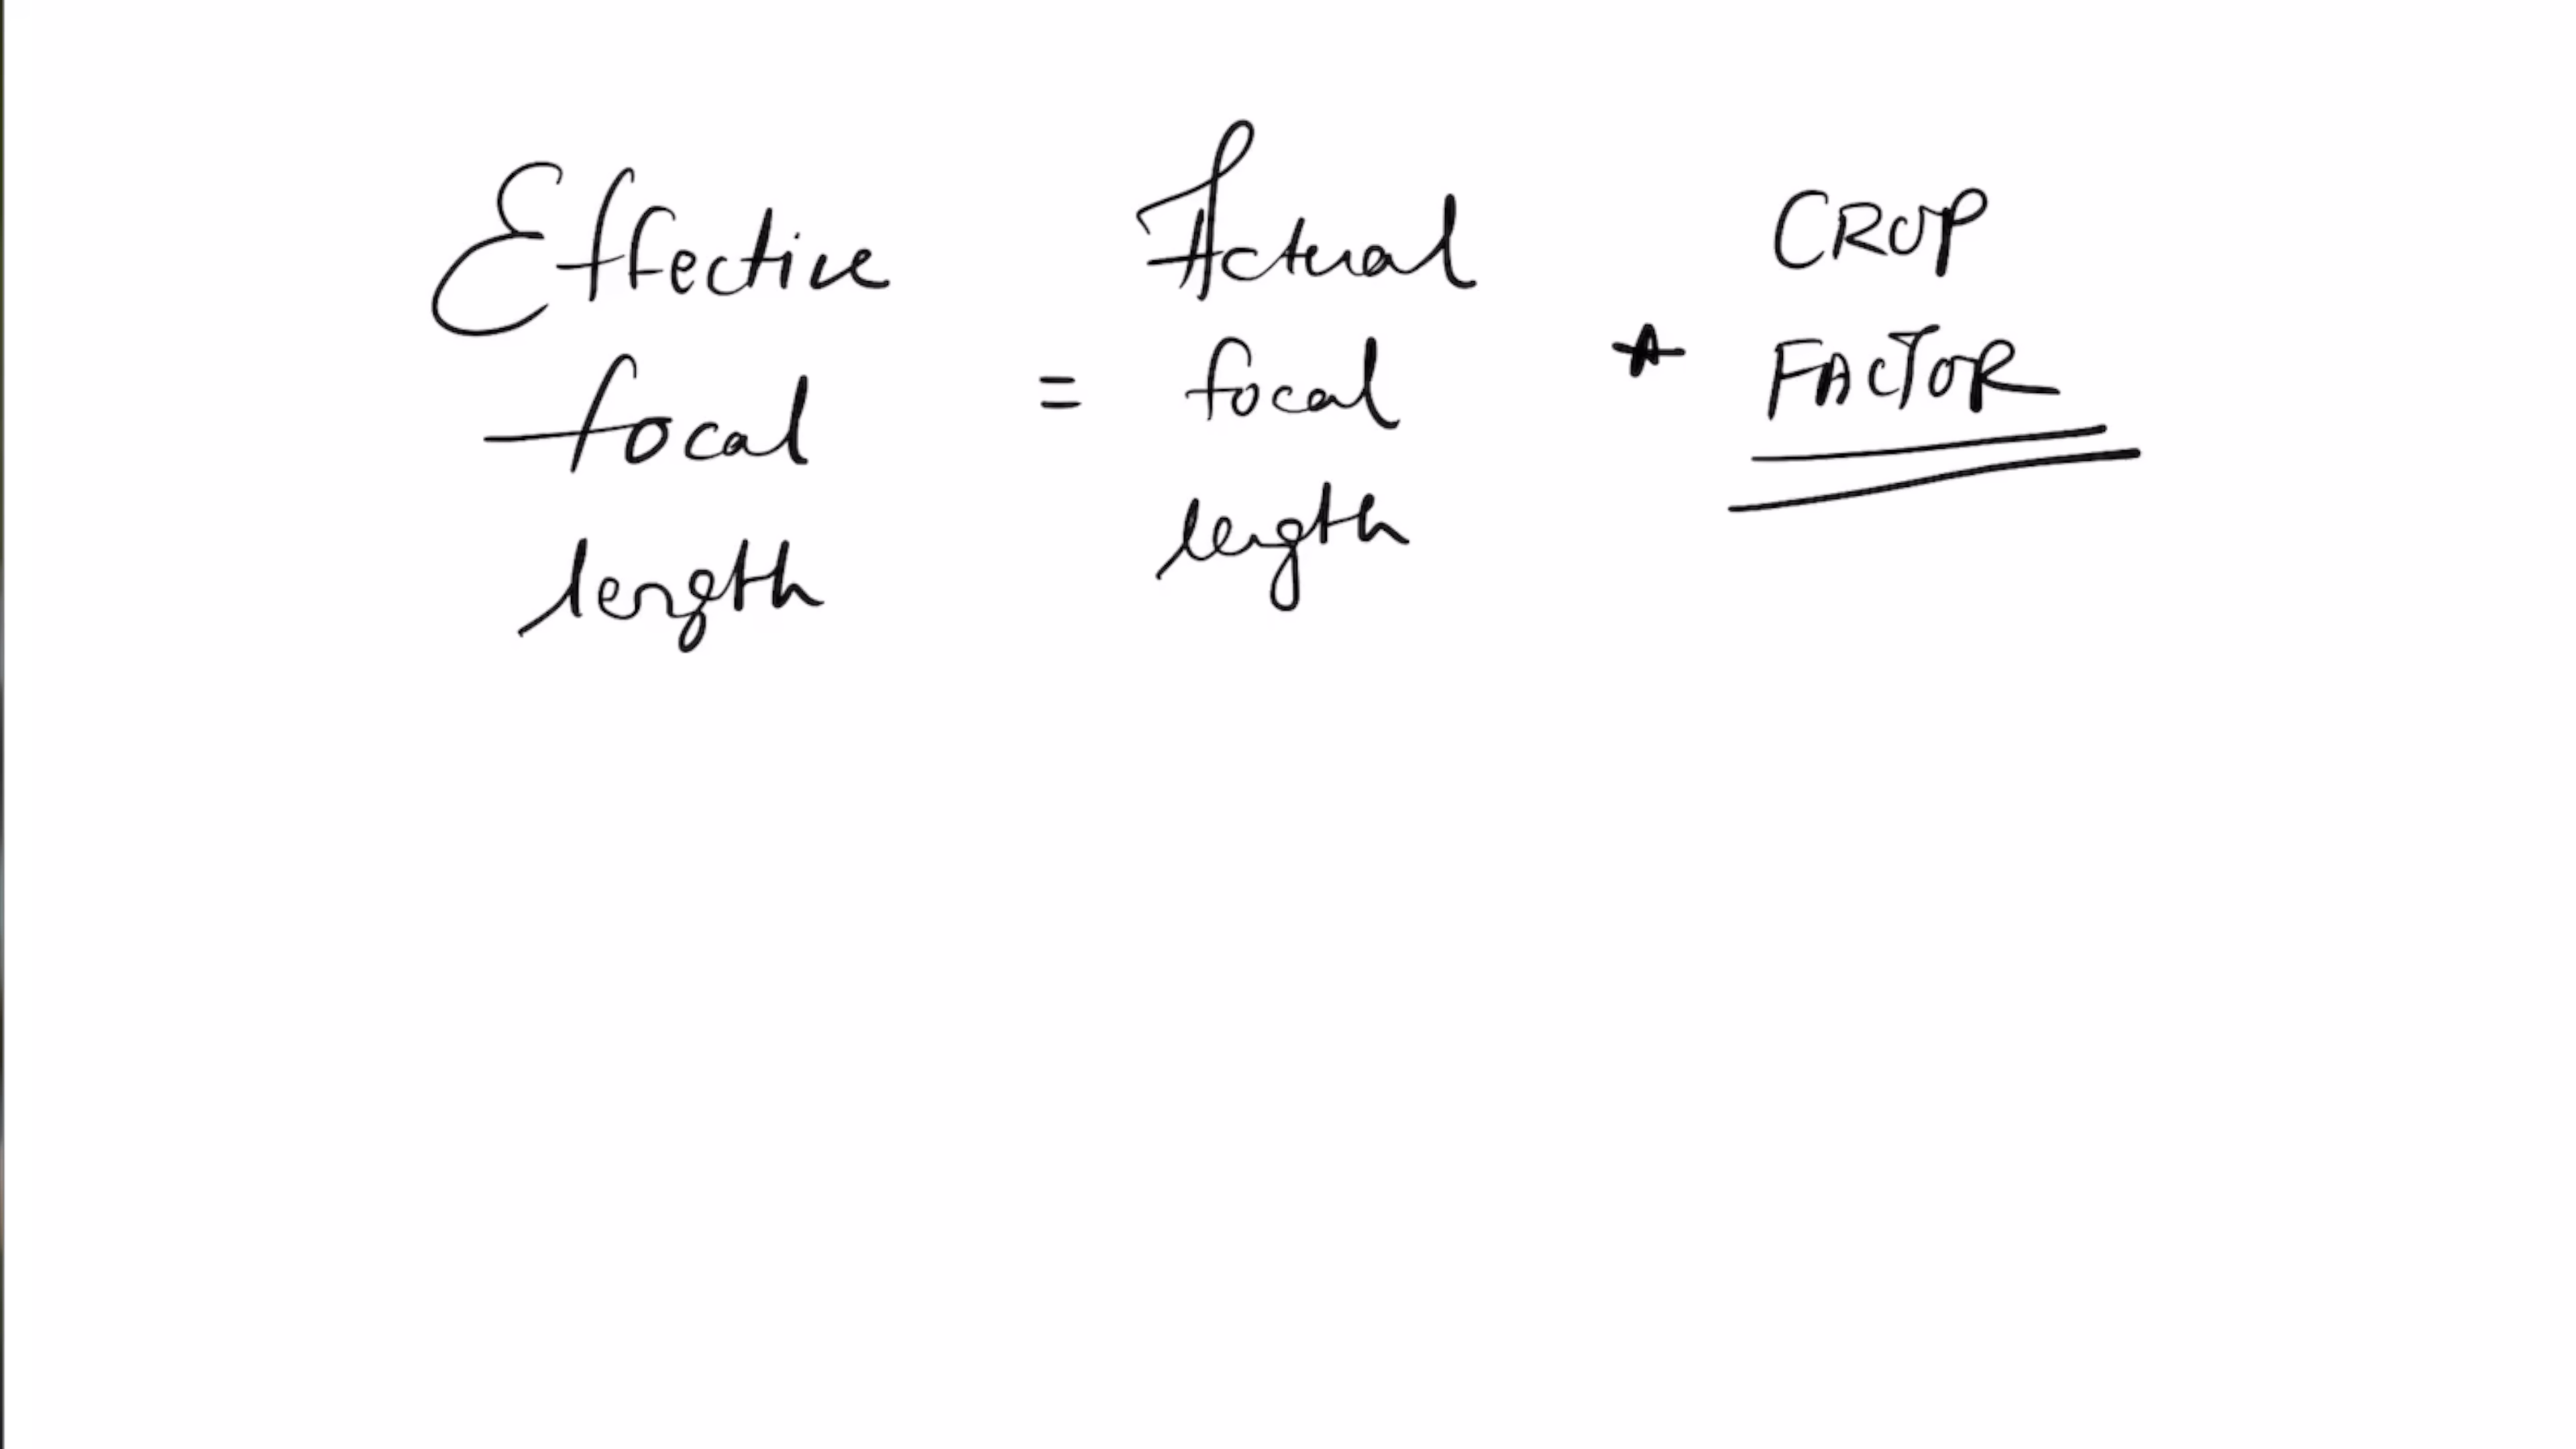 Effective
focal
length
=
Actual
focal
length
*
CROP
FACTOR